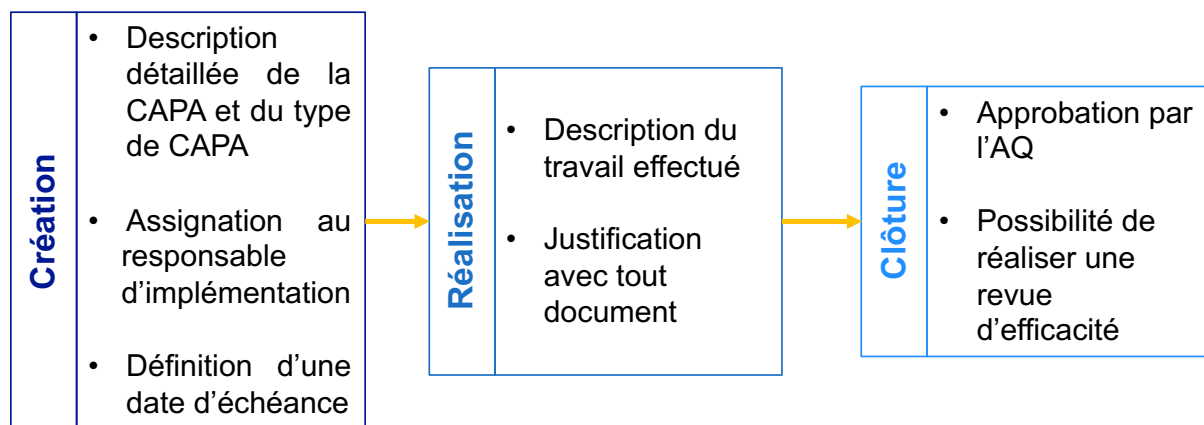 Création
• Description
détaillée de la
CAPA et du type
de CAPA
• Assignation au
responsable
d’implémentation
• Définition d’une
date d’échéance
Réalisation
• Description du
travail effectué
• Justification
avec tout
document
Clôture
• Approbation par
l’AQ
• Possibilité de
réaliser une
revue
d’efficacité